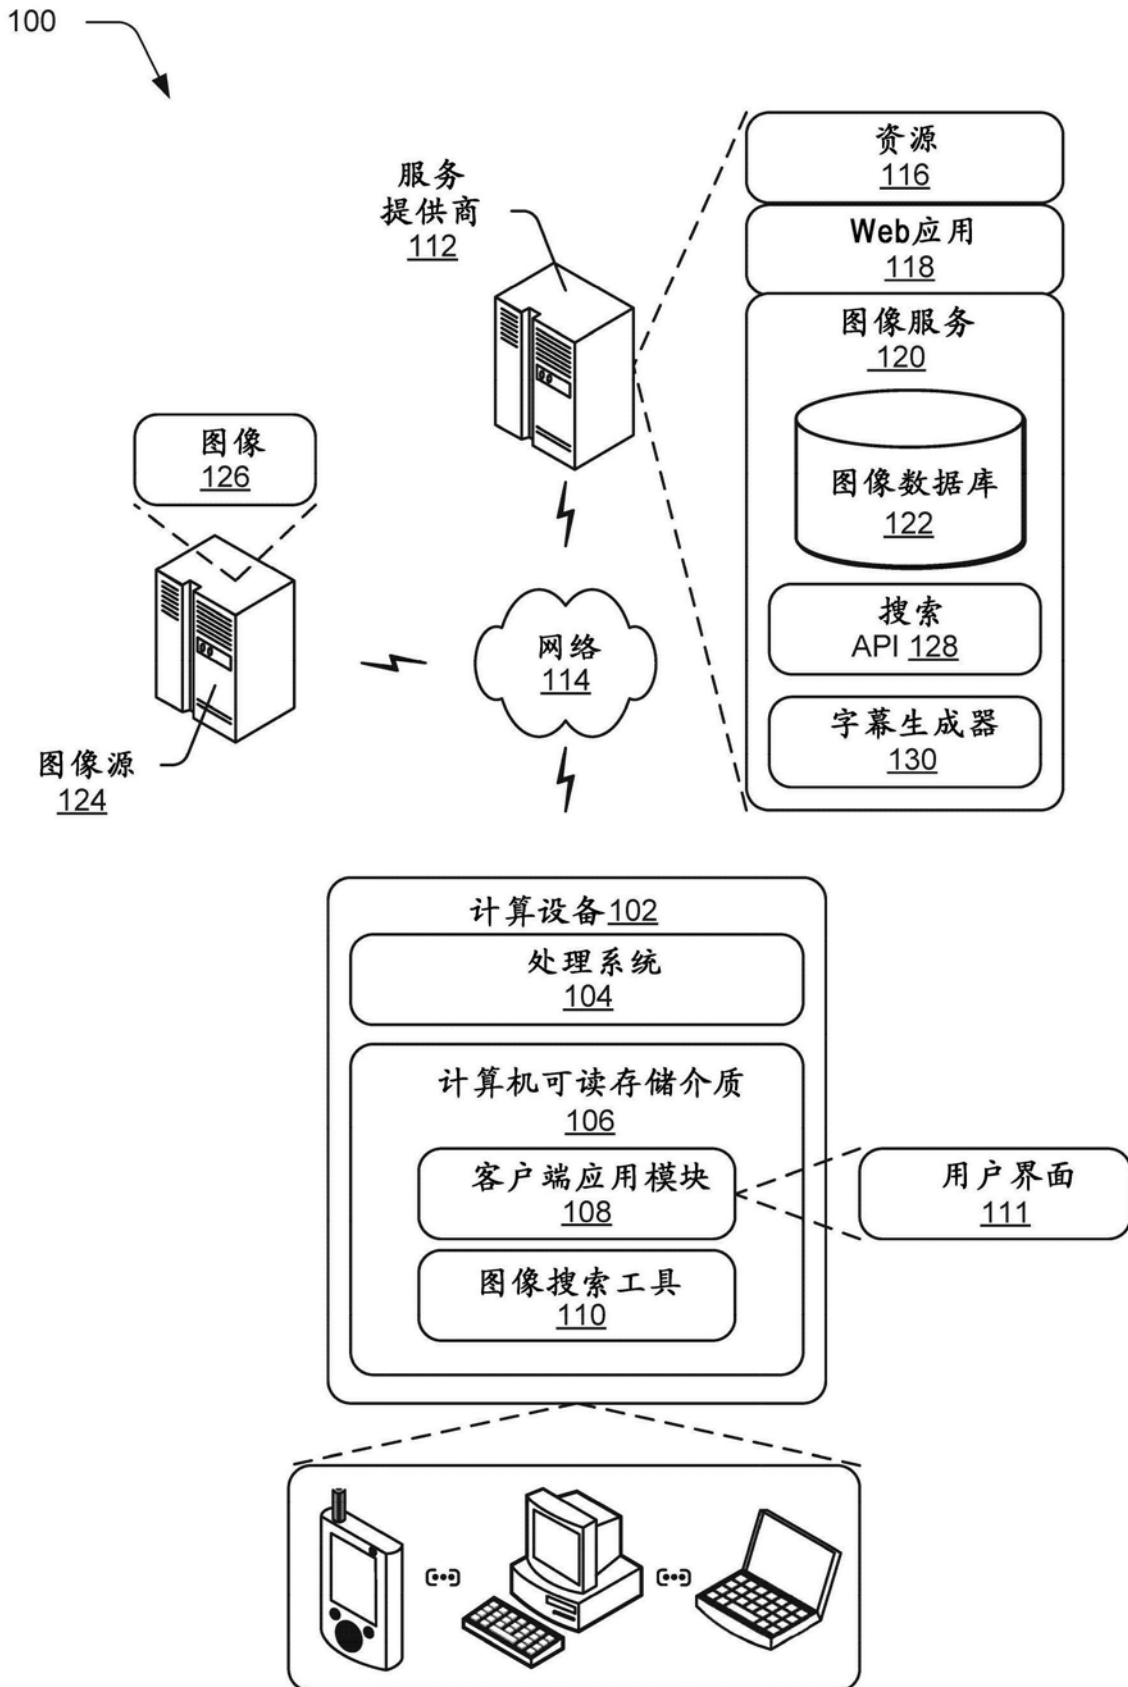 100
服务
提供商
112
资源
116
Web应用
118
图像服务
120
图像数据库
122
搜索
API 128
字幕生成器
130
图像
126
图像源
124
网络
114
计算设备102
处理系统
104
计算机可读存储介质
106
客户端应用模块
108
图像搜索工具
110
用户界面
111